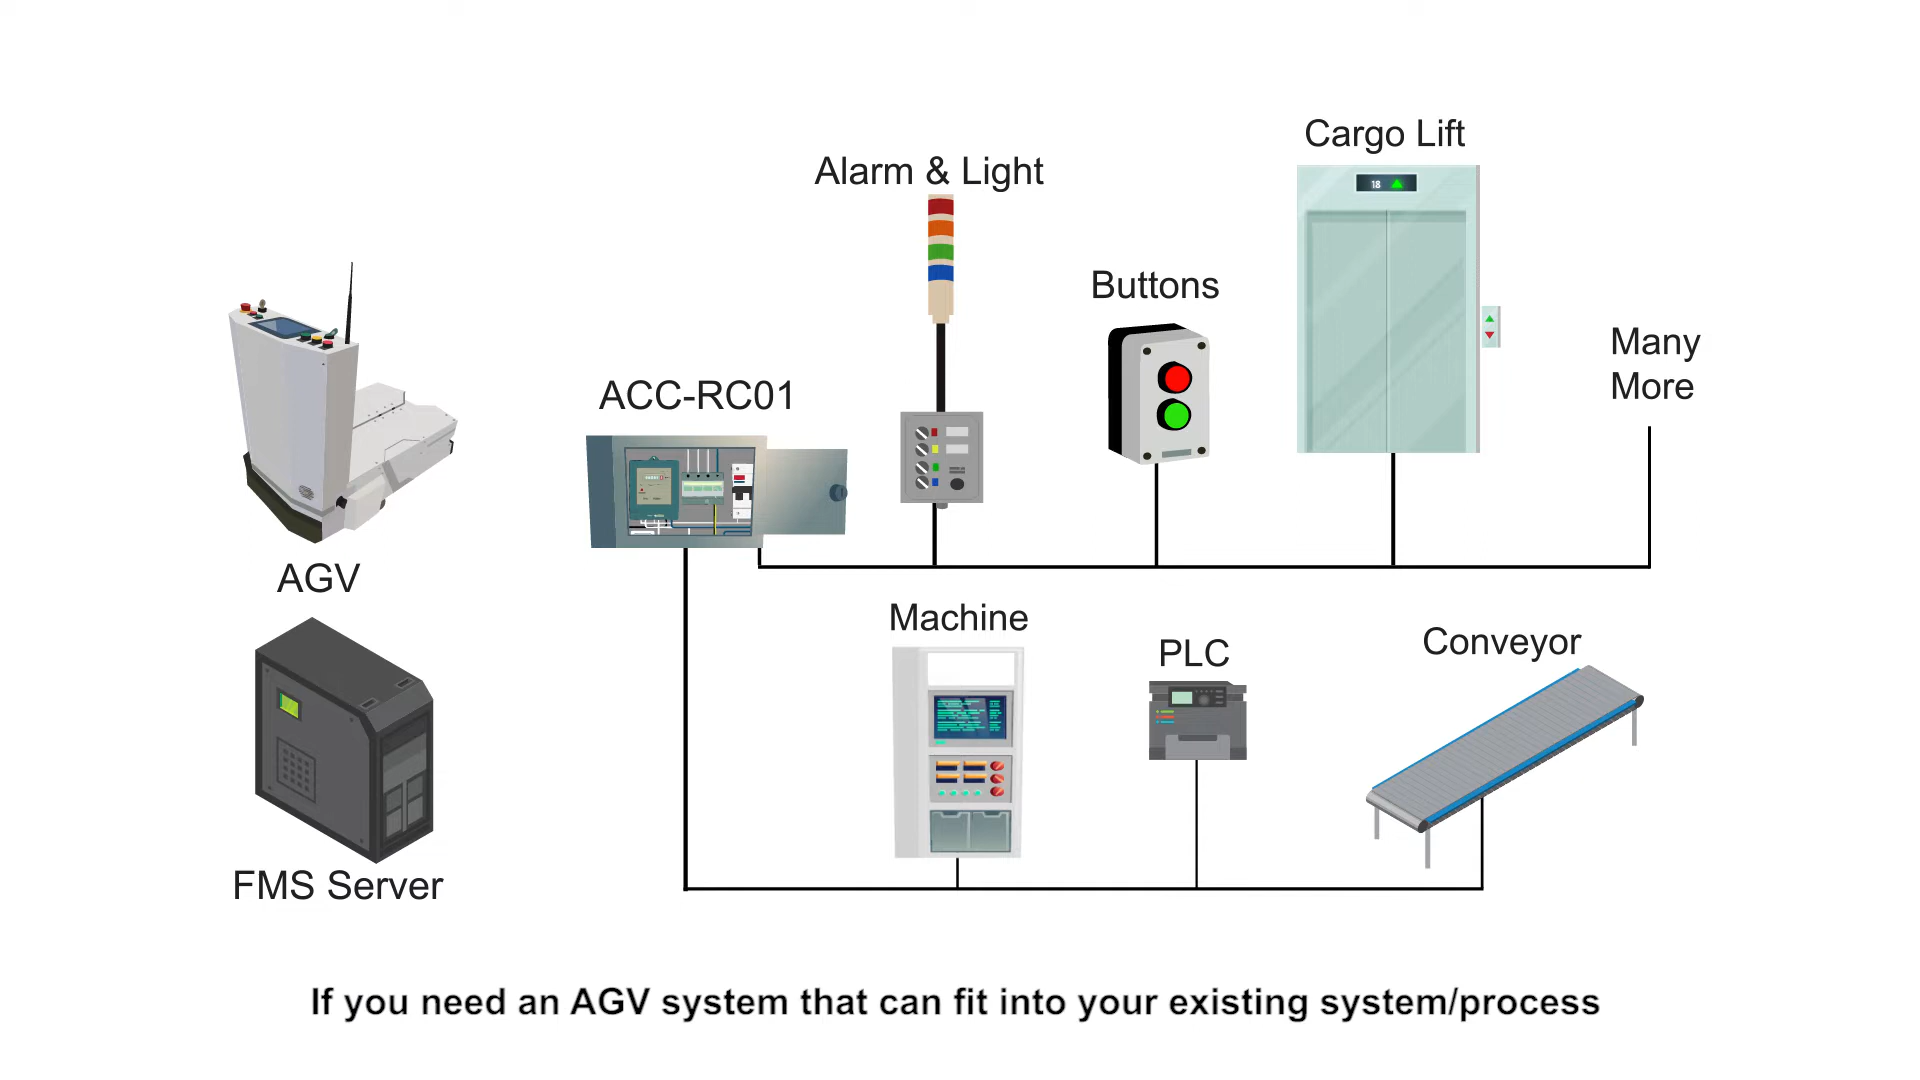 Cargo Lift
Alarm & Light
18
Buttons
Many
More
ACC-RC01
AGV
Machine
PLC
Conveyor
FMS Server
If you need an AGV system that can fit into your existing system/process